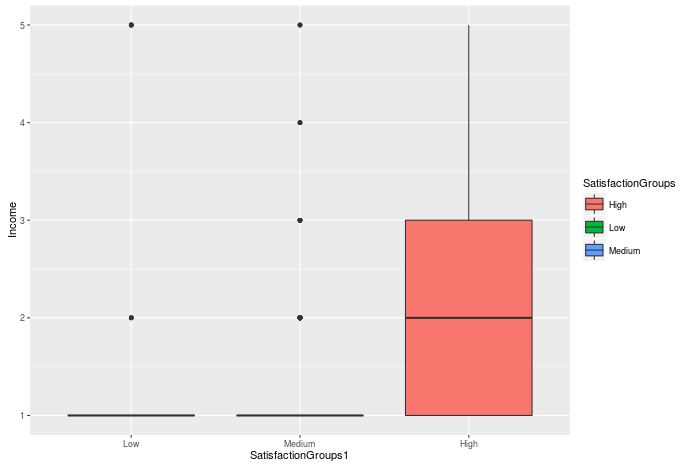 5
4
3
2
1
Income
Low
Medium
High
SatisfactionGroups1
SatisfactionGroups
High
Low
Medium